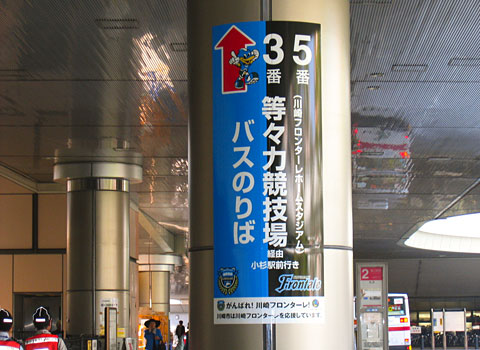 3番
5番
(川崎フロンターレホームスタジアム)
等々力競技場
経由
小杉駅前行き
バスのりば
Frontale
がんばれ!川崎フロンターレ!
川崎市は川崎フロンターレを応援しています。
2